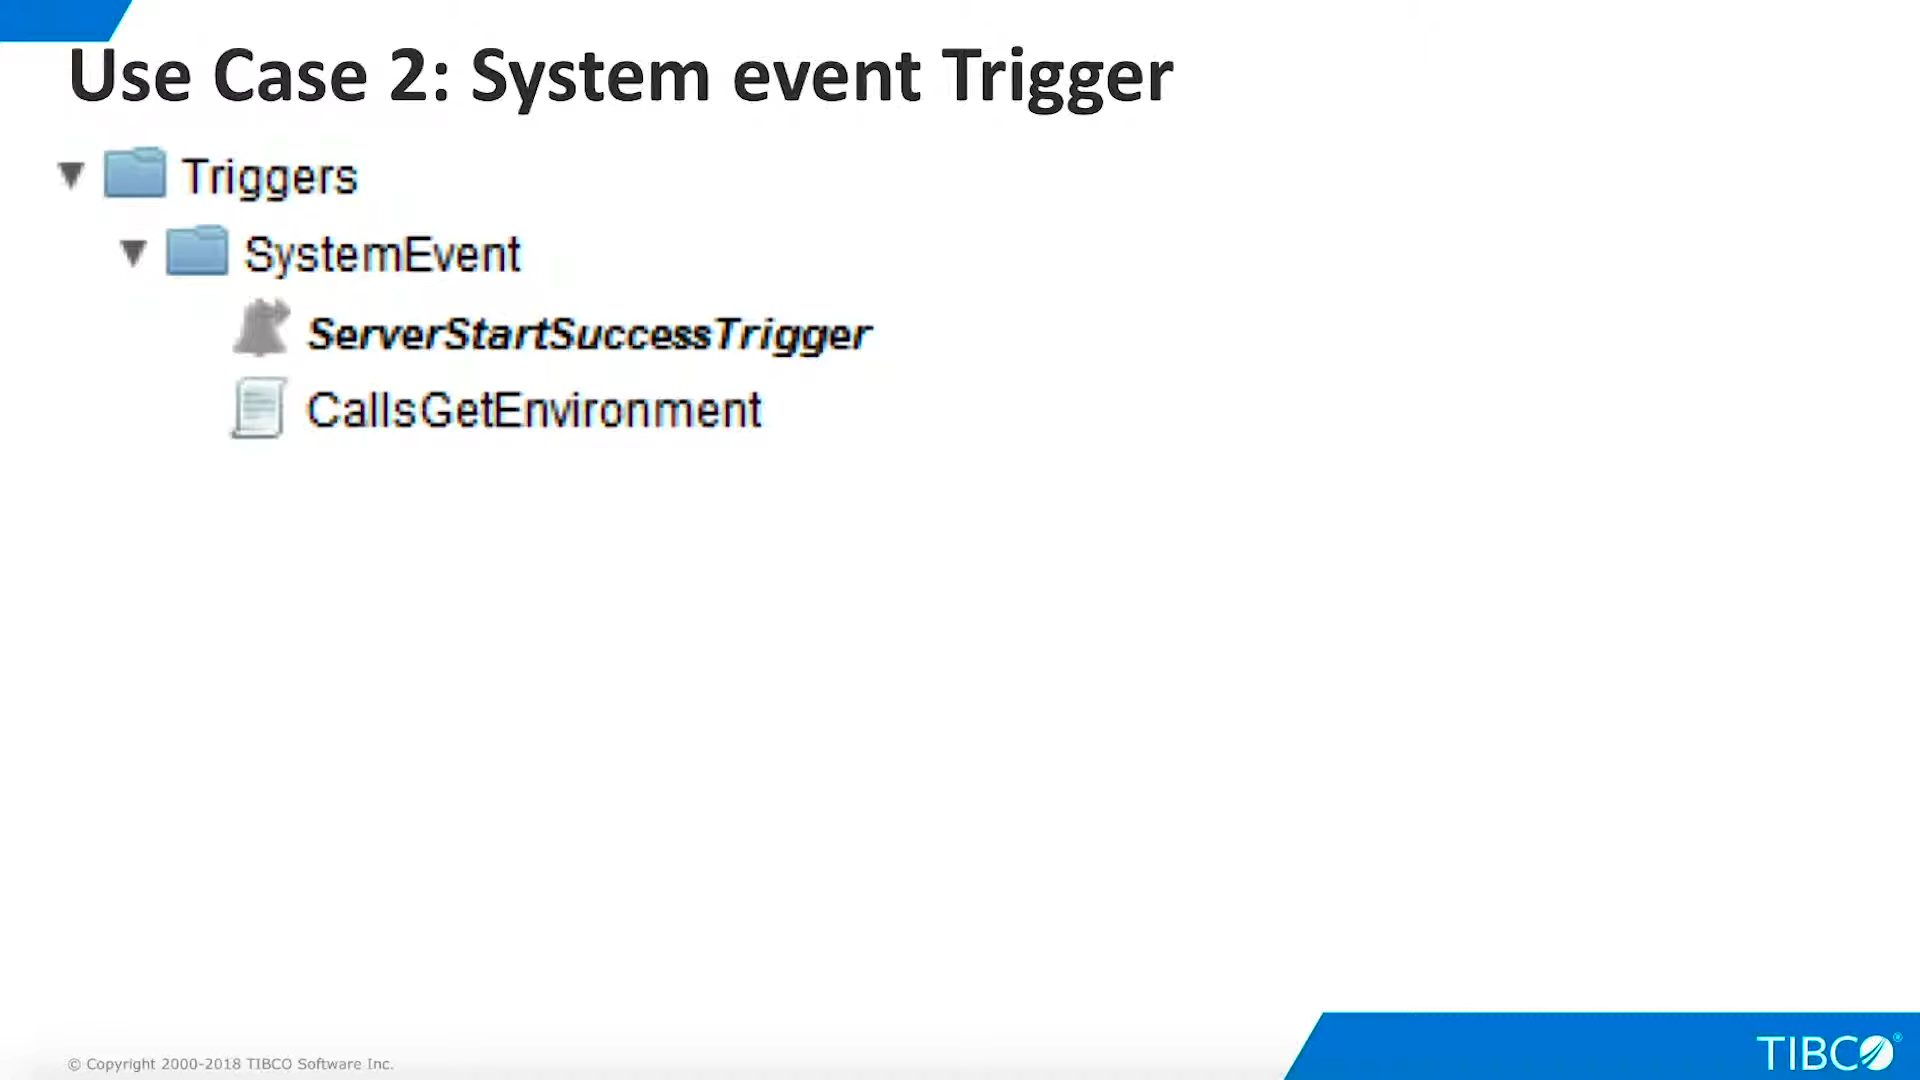 Use Case 2: System event Trigger
Triggers
SystemEvent
ServerStartSuccessTrigger
CallsGetEnvironment
© Copyright 2000-2018 TIBCO Software Inc.
TIBCO®